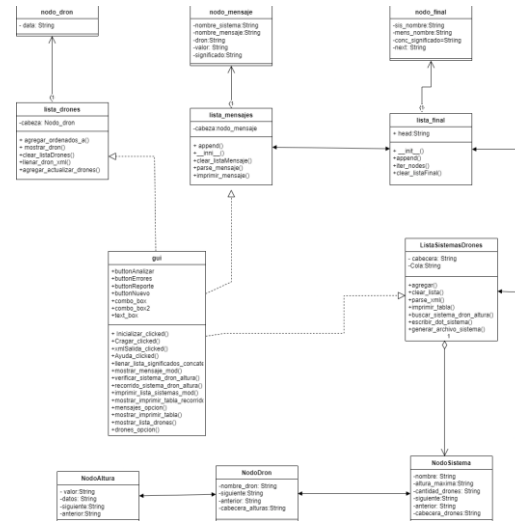 nodo_dron
- data: String
nodo_mensaje
-nombre_sistema:String
-nombre_mensaje:String
-dron:String
-valor: String
-significado:String
nodo_final
-sis_nombre:String
-mens_nombre:String
-conc_significado=String
-next: String
lista_drones
-cabeza: Nodo_dron
+ agregar_ordenados_a()
+ mostrar_dron()
+clear_listaDrones()
+llenar_dron_xml()
+agregar_actualizar_drones()
lista_mensajes
-cabeza:nodo_mensaje
+ append()
+__inni__()
+clear_listaMensaje()
+parse_mensaje()
+imprimir_mensaje()
lista_final
+ head:String
+ __init__()
+append()
+iter_nodes()
+clear_listaFinal()
gui
+buttonAnalizar
+buttonErrores
+buttonReporte
+buttonNuevo
+combo_box
+combo_box2
+text_box
+ Inicializar_clicked()
+Cragar_clicked()
+xmlSalida_clicked()
+Ayuda_clicked()
+llenar_lista_significados_concate
+mostrar_mensaje_mod()
+verificar_sistema_dron_altura()
+recorrido_sistema_dron_altura()
+imprimir_lista_sistemas_mod()
+mostrar_imprimir_tabla_recorrid
+mensajes_opcion()
+mostrar_imprimir_tabla()
+mostrar_lista_drones()
+drones_opcion()
ListaSistemasDrones
- cabecera: String
-Cola:String
+agregar()
+clear_lista()
+parse_xml()
+imprimir_tabla()
+buscar_sistema_dron_altura()
+escribir_dot_sistema()
+generar_archivo_sistema()
NodoAltura
- valor:String
-datos: String
-siguiente:String
-anterior:String
NodoDron
-nombre_dron: String
-siguiente:String
-anterior: String
-cabecera_alturas:String
NodoSistema
-nombre: String
-altura_maxima:String
-cantidad_drones: String
-siguiente:String
-anterior: String
-cabecera_drones:String